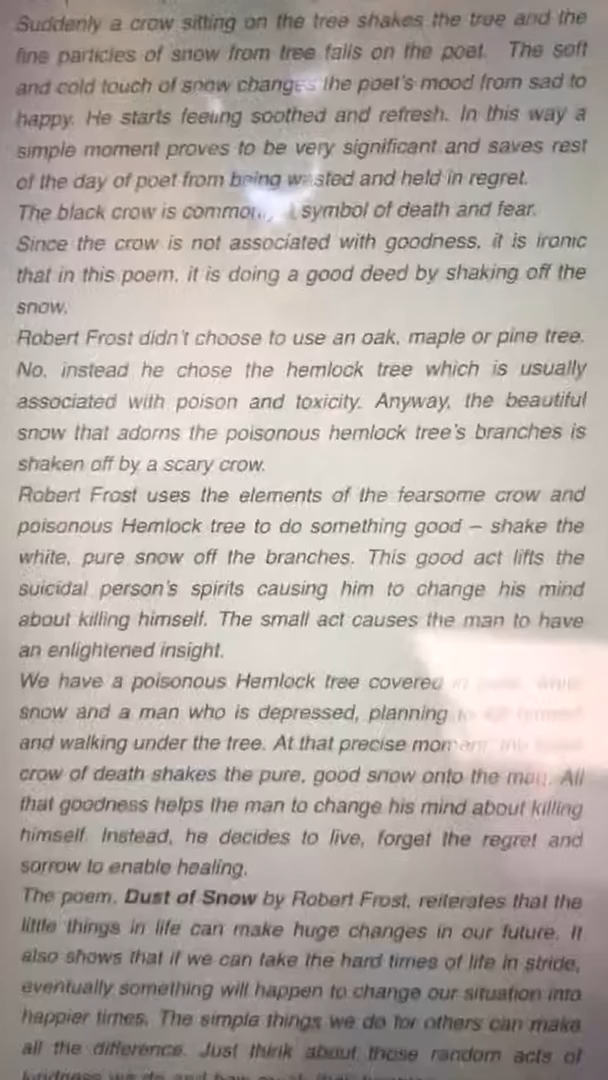 Suddenly a crow sitting on the tree shakes the tree and the
fine particles of snow from tree falls on the poet. The soft
and cold touch of snow changes the poet's mood from sad to
happy. He starts feeling soothed and refresh. In this way a
simple moment proves to be very significant and saves rest
of the day of poet from being wasted and held in regret.
The black crow is symbol of death and fear.
Since the crow is not associated with goodness, it is ironic
that in this poem, it is doing a good deed by shaking off the
snow.
Robert Frost didn't choose to use an oak, maple or pine tree.
No, instead he chose the hemlock tree which is usually
associated with poison and toxicity. Anyway, the beautiful
snow that adorns the poisonous hemlock tree's branches is
shaken off by a scary crow.
Robert Frost uses the elements of the fearsome crow and
poisonous Hemlock tree to do something good – shake the
white, pure snow off the branches. This good act lifts the
suicidal person's spirits causing him to change his mind
about killing himself. The small act causes the man to have
an enlightened insight.
We have a poisonous Hemlock tree covered
snow and a man who is depressed, planning
and walking under the tree. At that precise moment
crow of death shakes the pure, good snow onto the man. All
that goodness helps the man to change his mind about killing
himself. Instead, he decides to live, forget the regret and
sorrow to enable healing.
The poem, Dust of Snow by Robert Frost, reiterates that the
little things in life can make huge changes in our future. It
also shows that if we can take the hard times of life in stride,
eventually something will happen to change our situation into
happier times. The simple things we do for others can make
all the difference. Just think about those random acts of